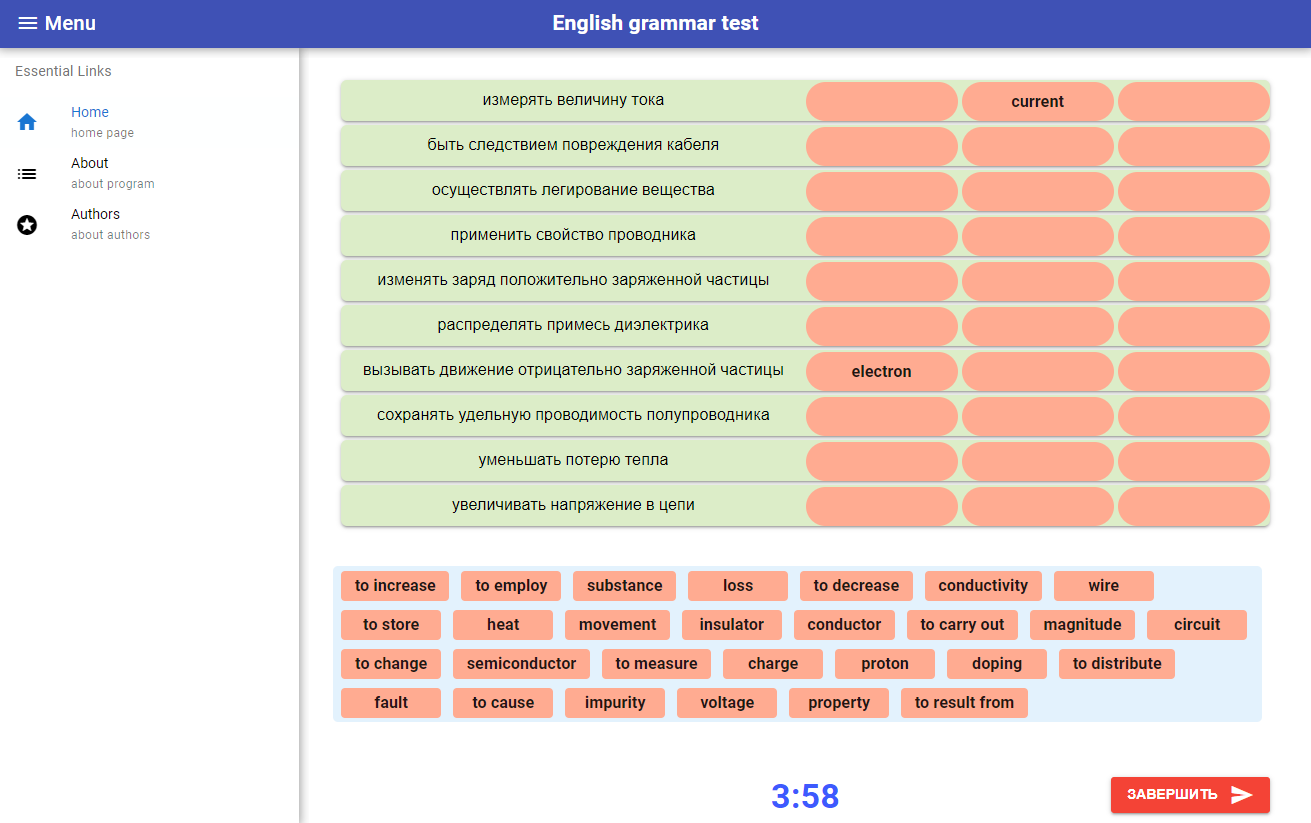 Menu
English grammar test
Essential Links
Home
home page
About
about program
Authors
about authors
измерять величину тока current
быть следствием повреждения кабеля
осуществлять легирование вещества
применить свойство проводника
изменять заряд положительно заряженной частицы
распределять примесь диэлектрика
вызывать движение отрицательно заряженной частицы electron
сохранять удельную проводимость полупроводника
уменьшать потерю тепла
увеличивать напряжение в цепи
to increase to employ substance loss to decrease conductivity wire
to store heat movement insulator conductor to carry out magnitude circuit
to change semiconductor to measure charge proton doping to distribute
fault to cause impurity voltage property to result from
3:58
ЗАВЕРШИТЬ